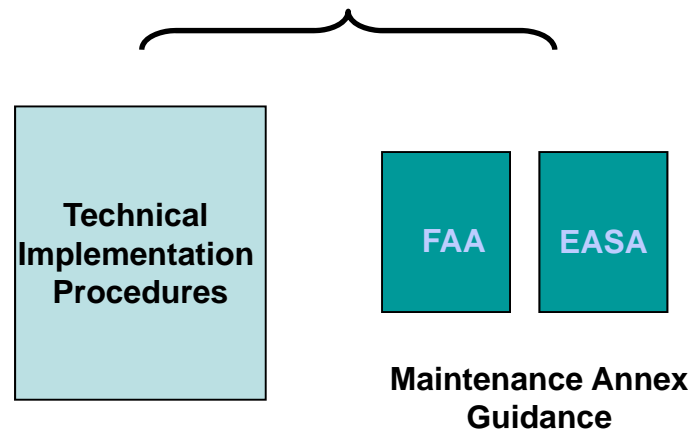 Technical
Implementation
Procedures
FAA
EASA
Maintenance Annex
Guidance